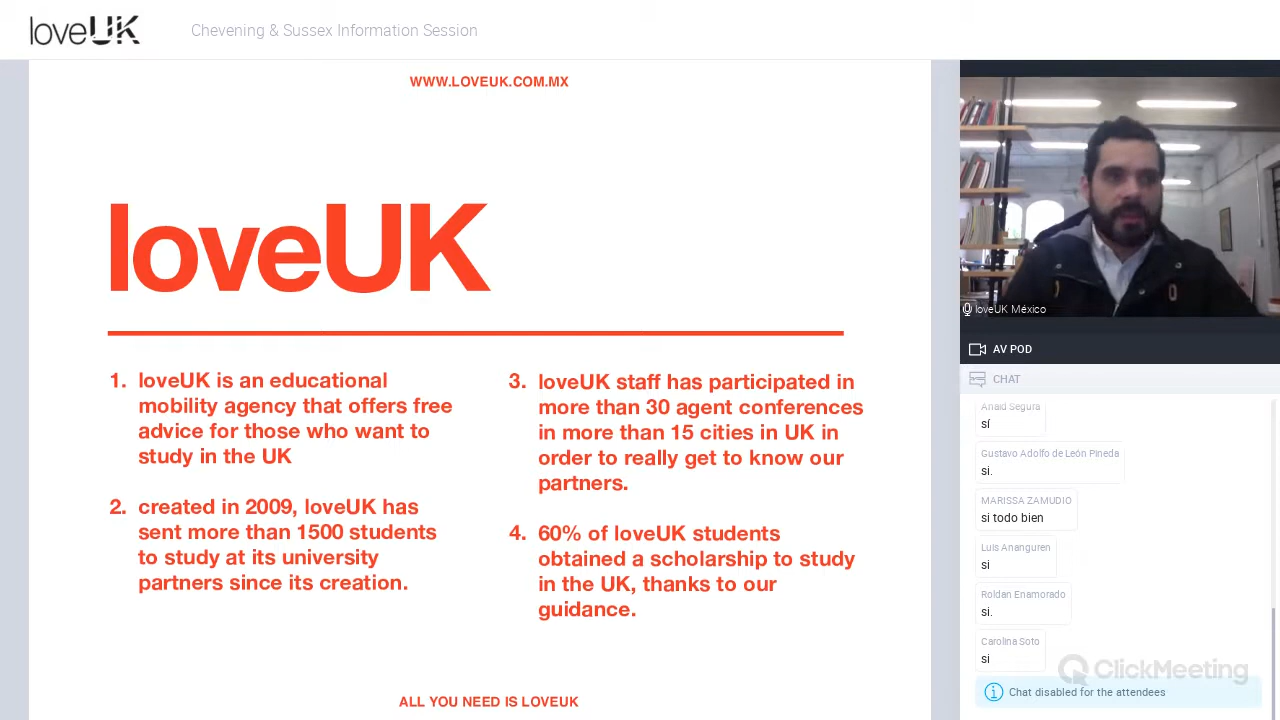 loveUK
Chevening & Sussex Information Session
WWW.LOVEUK.COM.MX
loveUK
1. loveUK is an educational
mobility agency that offers free
advice for those who want to
study in the UK
2. created in 2009, loveUK has
sent more than 1500 students
to study at its university
partners since its creation.
3. loveUK staff has participated in
more than 30 agent conferences
in more than 15 cities in UK in
order to really get to know our
partners.
4. 60% of loveUK students
obtained a scholarship to study
in the UK, thanks to our
guidance.
ALL YOU NEED IS LOVEUK
loveUK México
AV POD
CHAT
Anaid Segura
sí
Gustavo Adolfo de León Pineda
si.
MARISSA ZAMUDIO
si todo bien
Luis Ananguren
si
Roldan Enamorado
si.
Carolina Soto
si
ClickMeeting
Chat disabled for the attendees